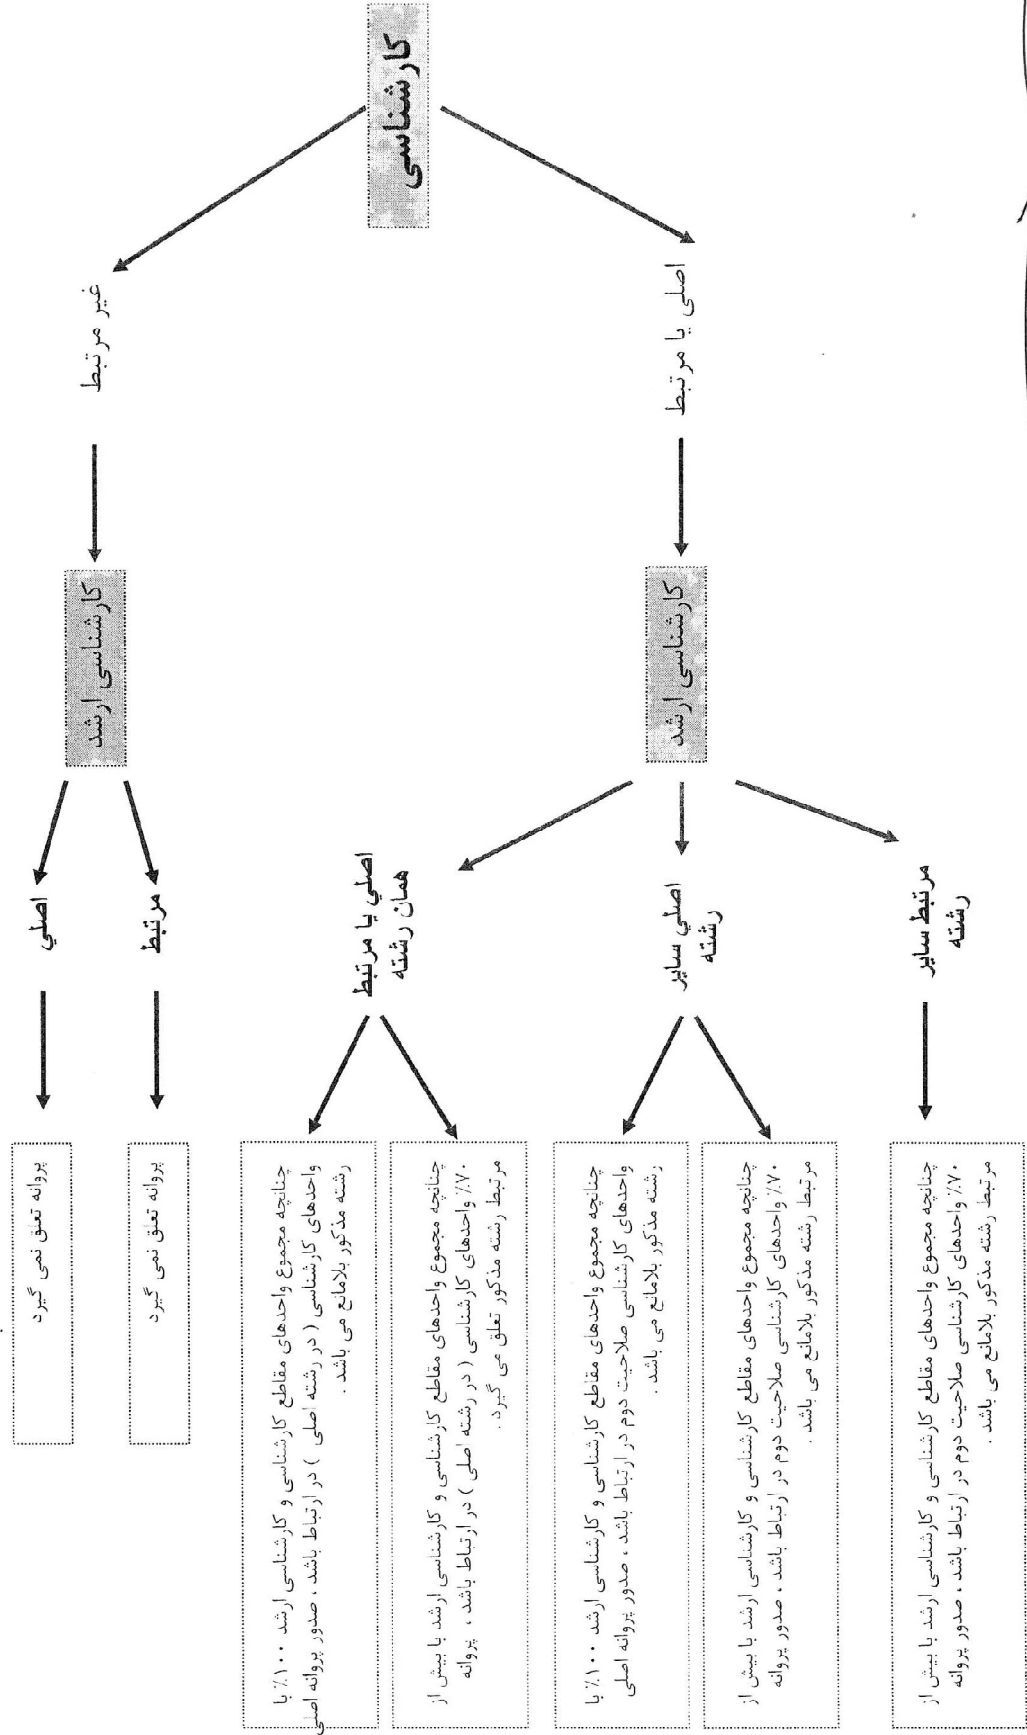 کارشناسی
اصلی یا مرتبط
غیر مرتبط
کارشناسی ارشد
کارشناسی ارشد
مرتبط سایر
رشته
اصلي سایر
رشته
اصلي یا مرتبط
همان رشته
مرتبط
اصلي
چنانچه مجموع واحدهای مقاطع کارشناسی و کارشناسی ارشد با بیش از
۷۰٪ واحدهای کارشناسی صلاحیت دوم در ارتباط باشد ، صدور پروانه
مرتبط رشته مذکور بلامانع می باشد .
چنانچه مجموع واحدهای مقاطع کارشناسی و کارشناسی ارشد با بیش از
۷۰٪ واحدهای کارشناسی صلاحیت دوم در ارتباط باشد ، صدور پروانه
مرتبط رشته مذکور بلامانع می باشد .
چنانچه مجموع واحدهای مقاطع کارشناسی و کارشناسی ارشد ۱۰۰٪ با
واحدهای کارشناسی صلاحیت دوم در ارتباط باشد ، صدور پروانه اصلی
رشته مذکور بلامانع می باشد .
چنانچه مجموع واحدهای مقاطع کارشناسی و کارشناسی ارشد با بیش از
۷۰٪ واحدهای کارشناسی ( در رشته اصلی ) در ارتباط باشد ، پروانه
مرتبط رشته مذکور تعلق می گیرد .
چنانچه مجموع واحدهای مقاطع کارشناسی و کارشناسی ارشد ۱۰۰٪ با
واحدهای کارشناسی ( در رشته اصلی ) در ارتباط باشد ، صدور پروانه اصلی
رشته مذکور بلامانع می باشد .
پروانه تعلق نمی گیرد
پروانه تعلق نمی گیرد